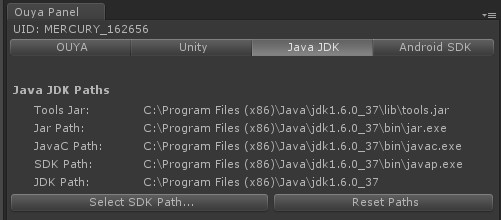 Ouya Panel
UID: MERCURY_162656
OUYA Unity Java JDK Android SDK
Java JDK Paths
Tools Jar: C:\Program Files (x86)\Java\jdk1.6.0_37\lib\tools.jar
Jar Path: C:\Program Files (x86)\Java\jdk1.6.0_37\bin\jar.exe
JavaC Path: C:\Program Files (x86)\Java\jdk1.6.0_37\bin\javac.exe
SDK Path: C:\Program Files (x86)\Java\jdk1.6.0_37\bin\javap.exe
JDK Path: C:\Program Files (x86)\Java\jdk1.6.0_37
Select SDK Path... Reset Paths